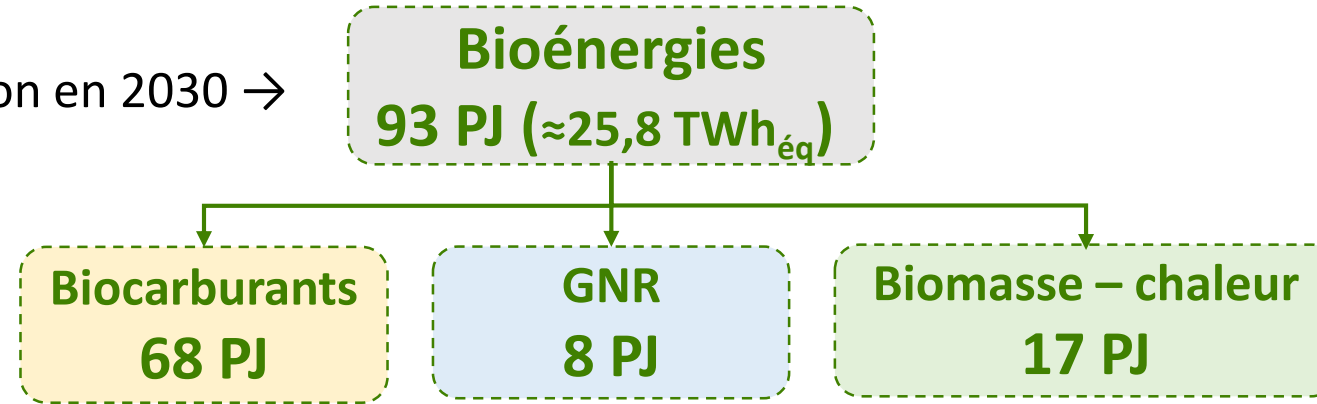 Bioénergies
on en 2030 →
93 PJ (≈25,8 TWhéq)
Biocarburants
68 PJ
GNR
8 PJ
Biomasse – chaleur
17 PJ